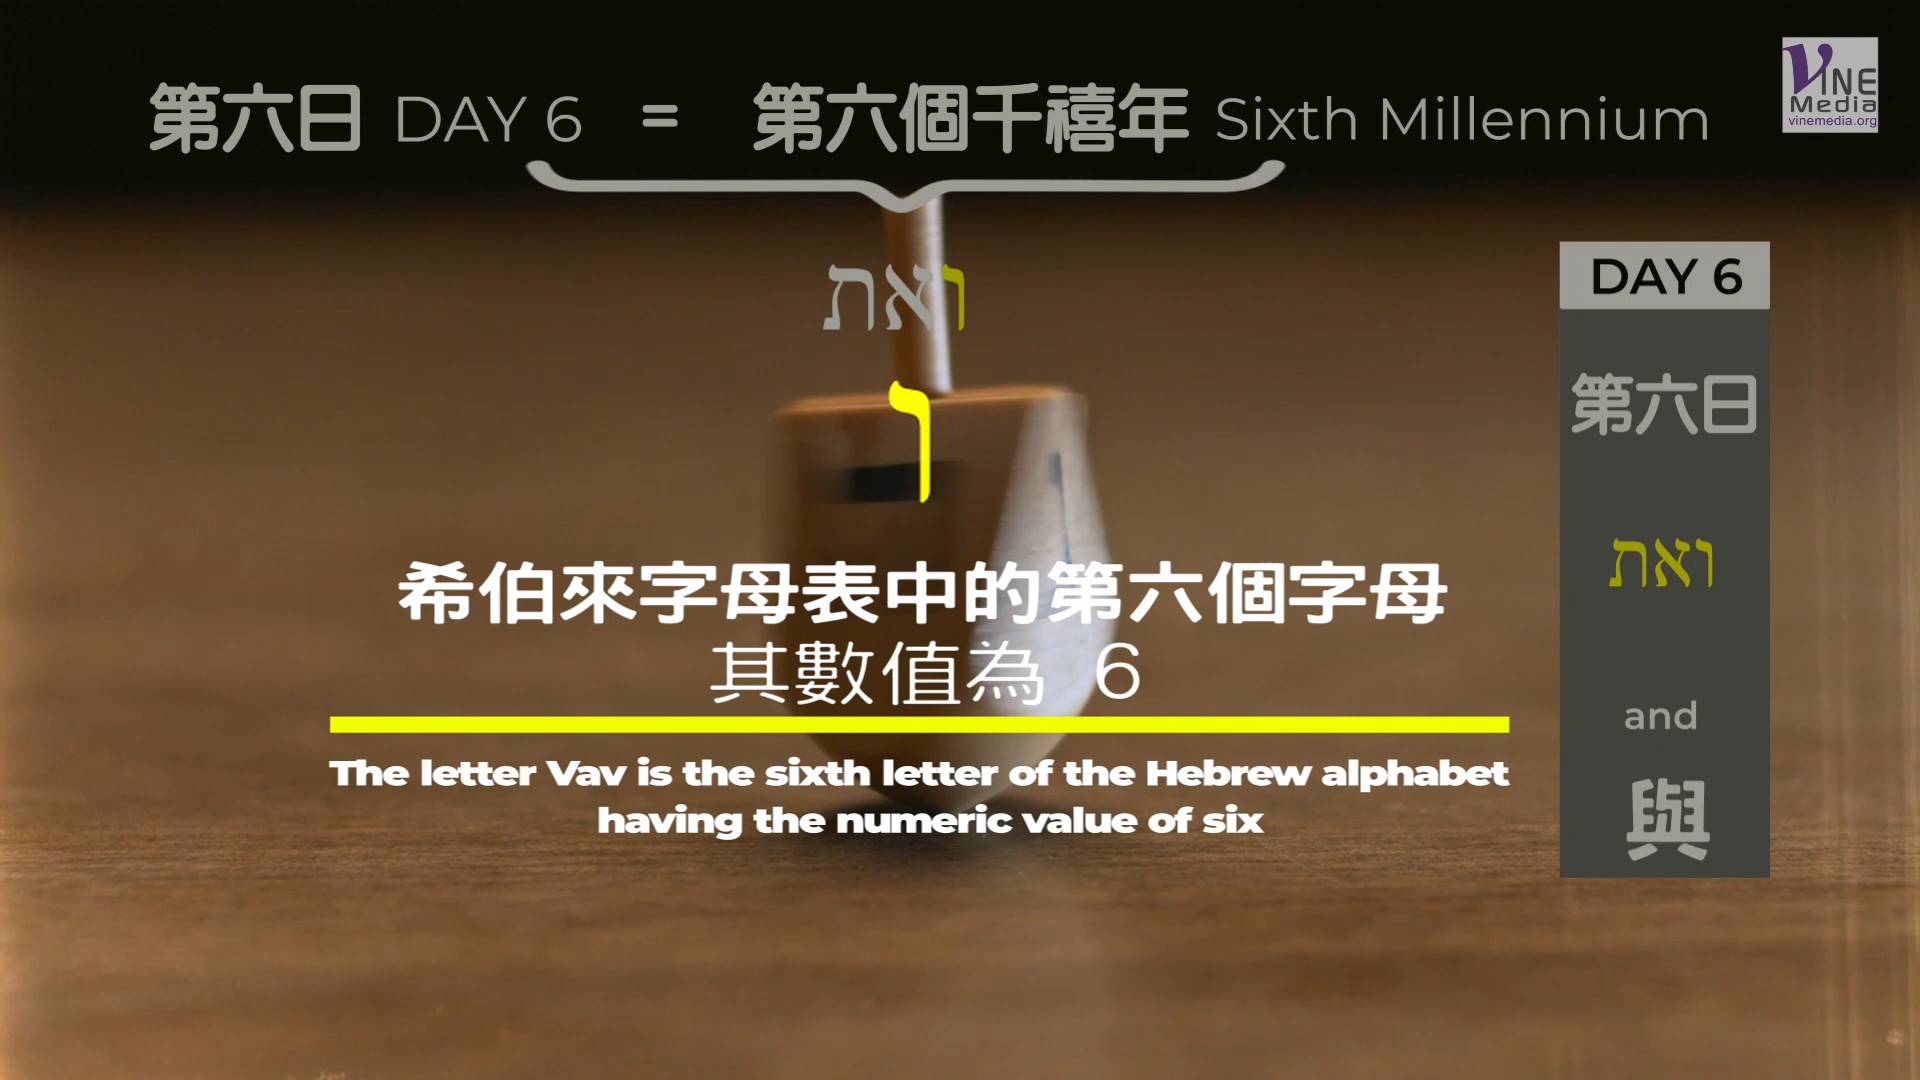 第六日 DAY 6 = 第六個千禧年 Sixth Millennium
VINE
Media
vinemedia.org
ואת
ו
希伯來字母表中的第六個字母
其數值為 6
The letter Vav is the sixth letter of the Hebrew alphabet
having the numeric value of six
DAY 6
第六日
ואת
and
與